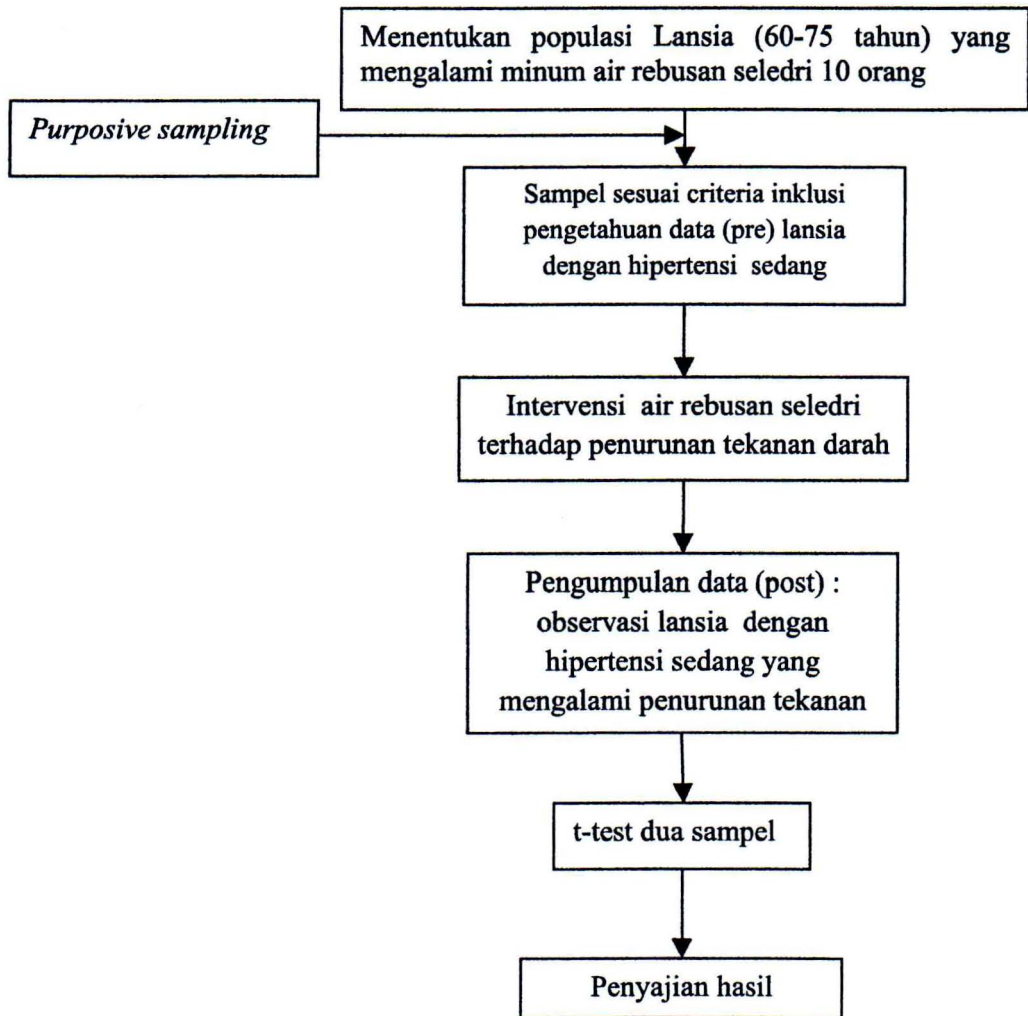 Menentukan populasi Lansia (60-75 tahun) yang
mengalami minum air rebusan seledri 10 orang
Purposive sampling
Sampel sesuai criteria inklusi
pengetahuan data (pre) lansia
dengan hipertensi sedang
Intervensi air rebusan seledri
terhadap penurunan tekanan darah
Pengumpulan data (post) :
observasi lansia dengan
hipertensi sedang yang
mengalami penurunan tekanan
t-test dua sampel
Penyajian hasil